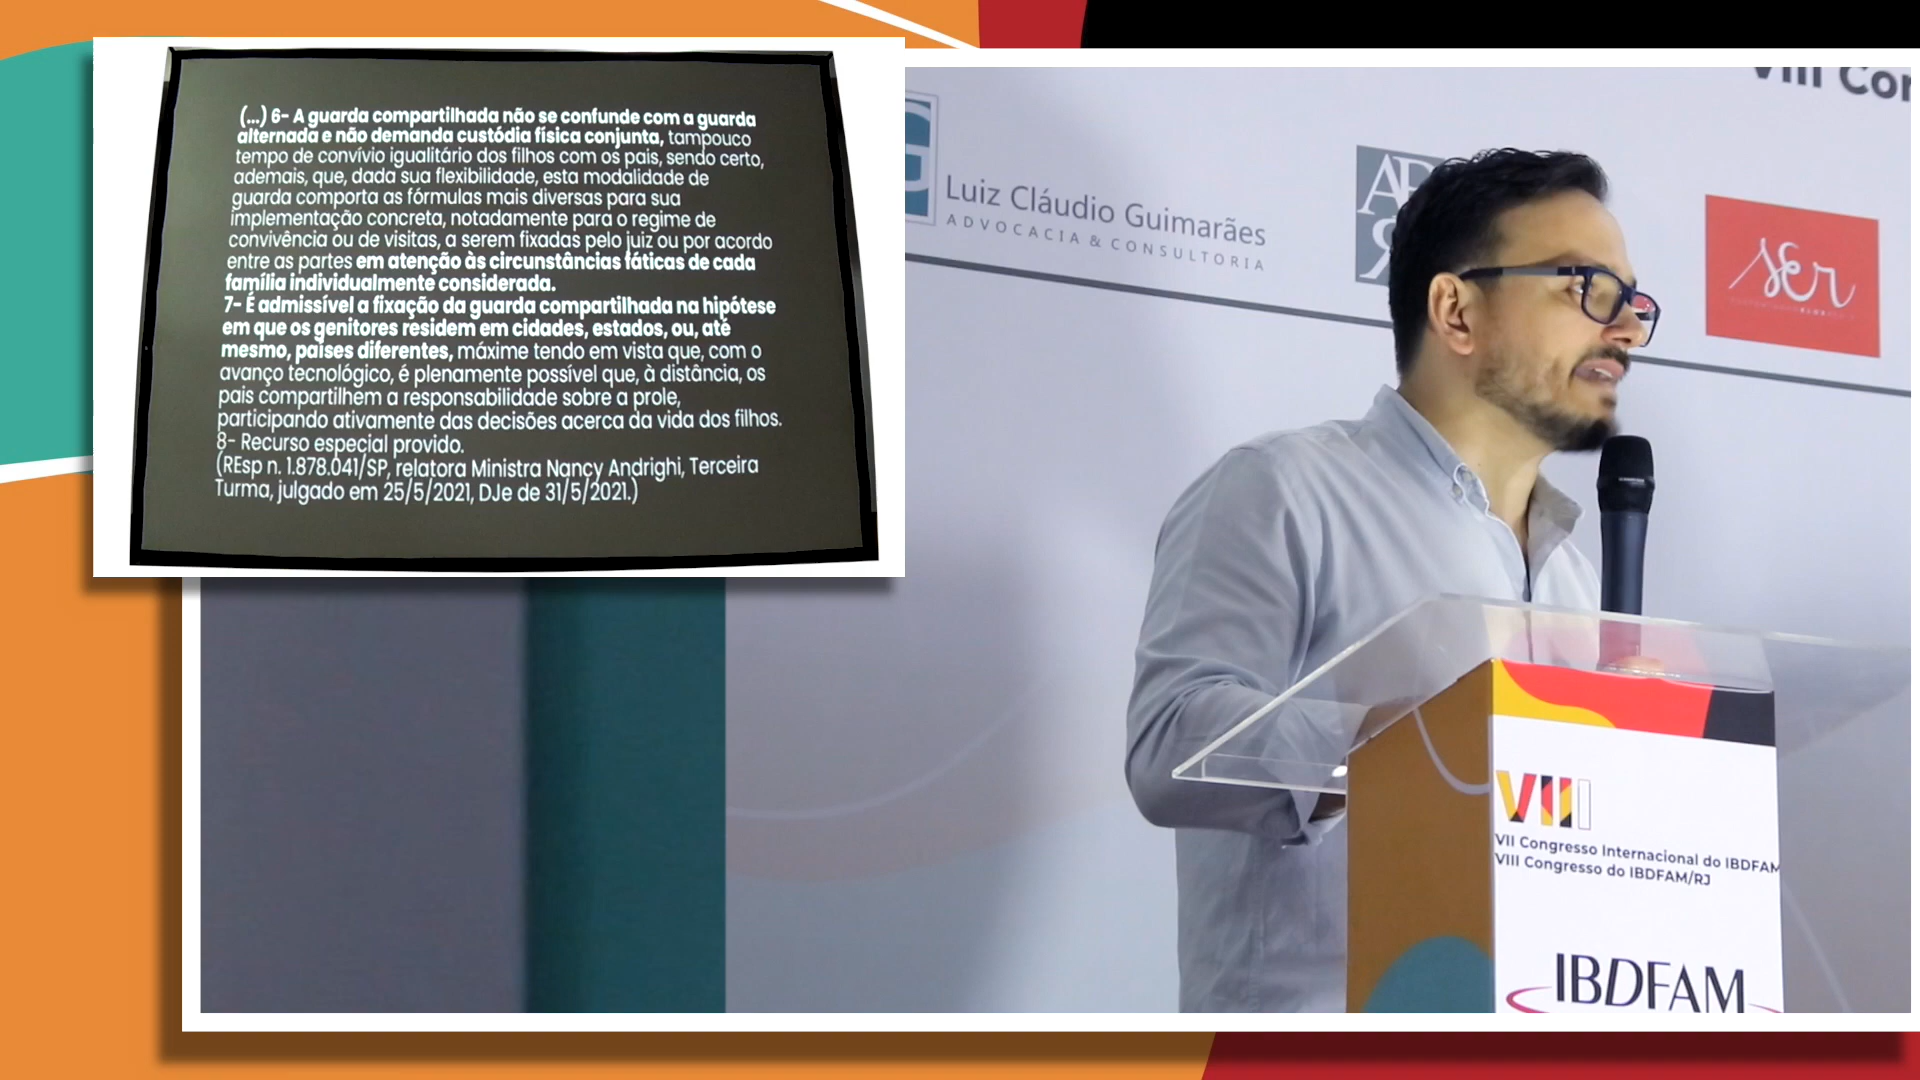 (...) 6- A guarda compartilhada não se confunde com a guarda
alternada e não demanda custódia física conjunta, tampouco
tempo de convívio igualitário dos filhos com os pais, sendo certo,
ademais, que, dada sua flexibilidade, esta modalidade de
guarda comporta as fórmulas mais diversas para sua
implementação concreta, notadamente para o regime de
convivência ou de visitas, a serem fixadas pelo juiz ou por acordo
entre as partes em atenção às circunstâncias fáticas de cada
família individualmente considerada.
7- É admissível a fixação da guarda compartilhada na hipótese
em que os genitores residem em cidades, estados, ou, até
mesmo, países diferentes, máxime tendo em vista que, com o
avanço tecnológico, é plenamente possível que, à distância, os
pais compartilhem a responsabilidade sobre a prole,
participando ativamente das decisões acerca da vida dos filhos.
8- Recurso especial provido.
(REsp n. 1.878.041/SP, relatora Ministra Nancy Andrighi, Terceira
Turma, julgado em 25/5/2021, DJe de 31/5/2021.)
VIII Cor
Luiz Cláudio Guimarães
ADVOCACIA & CONSULTORIA
ser
VIII
VII Congresso Internacional do IBDFAM
VIII Congresso do IBDFAM/RJ
IBDFAM